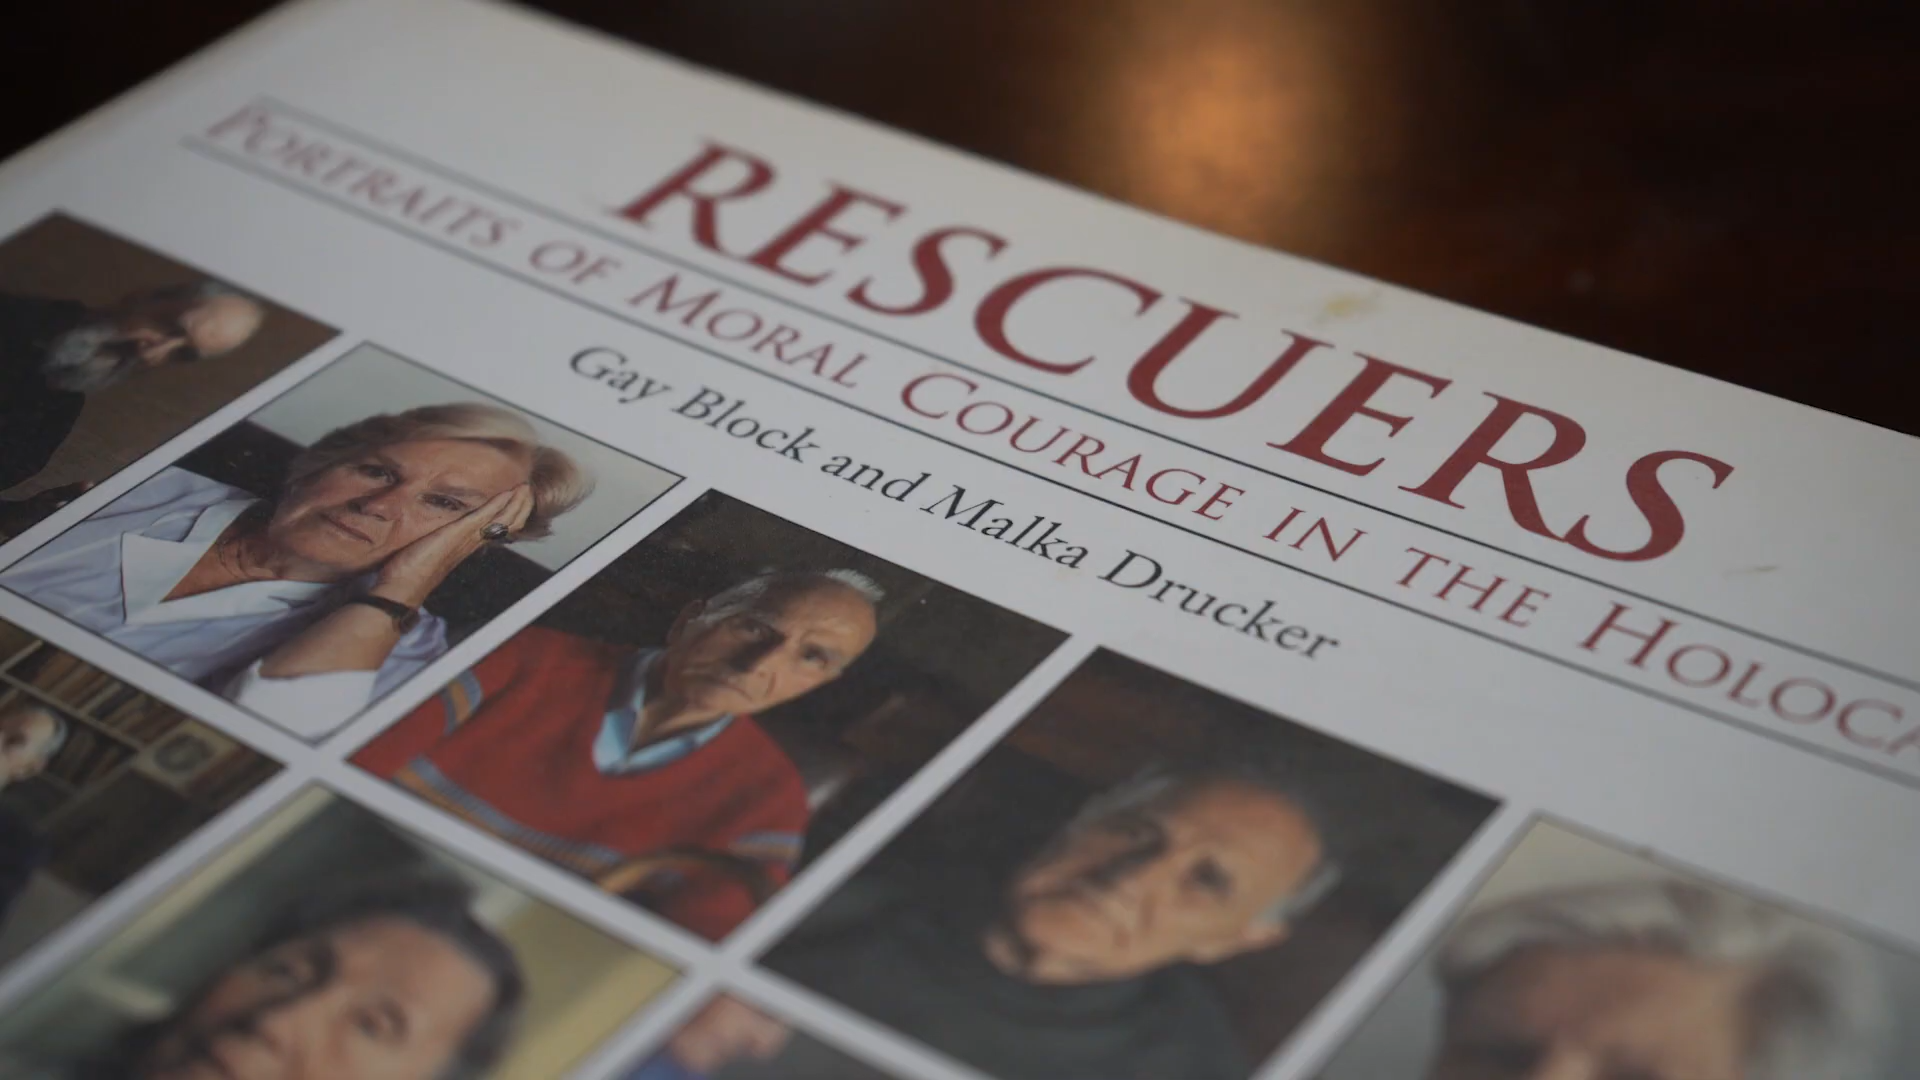 RESCUERS
PORTRAITS OF MORAL COURAGE IN THE HOLOCA
Gay Block and Malka Drucker